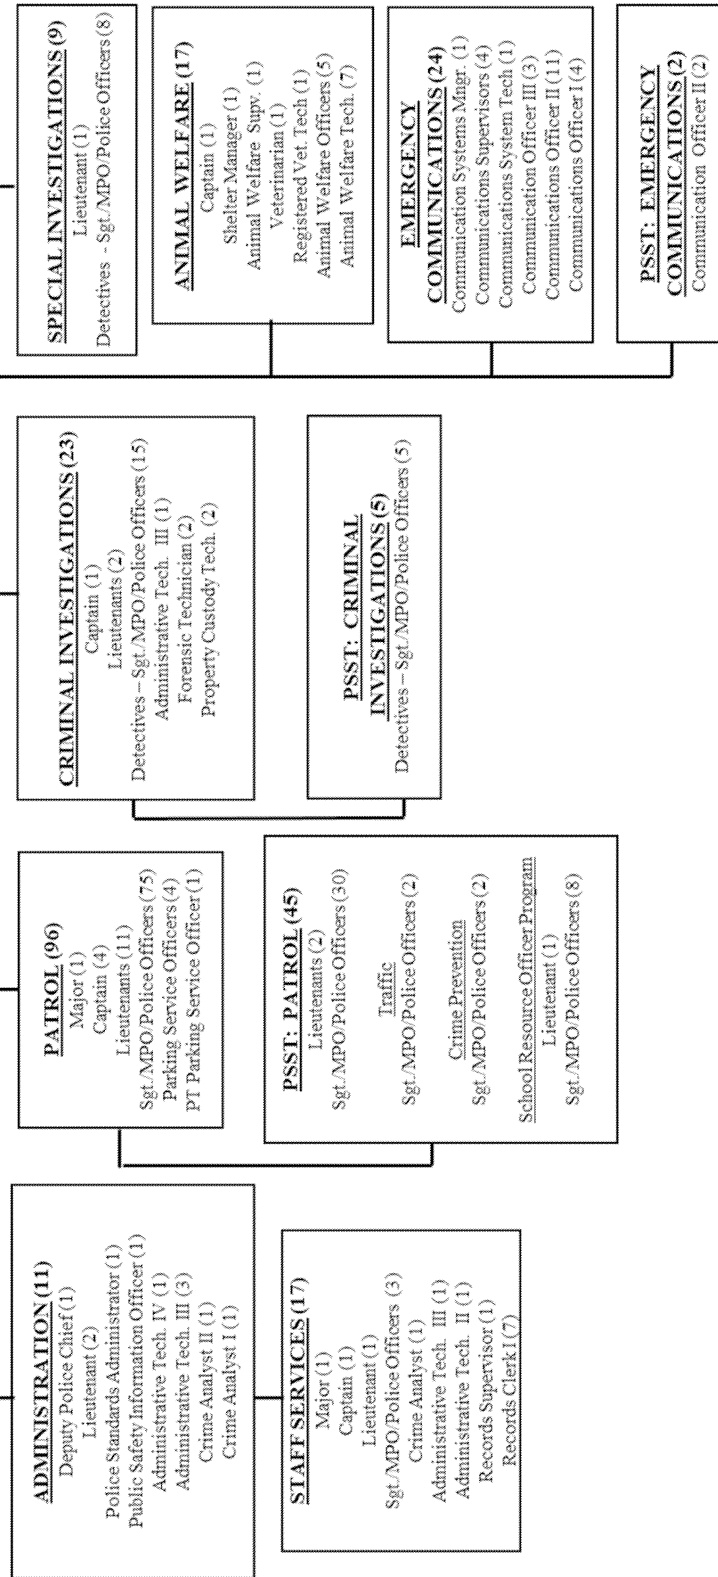 ADMINISTRATION (11)
Deputy Police Chief (1)
Lieutenant (2)
Police Standards Administrator (1)
Public Safety Information Officer (1)
Administrative Tech. IV (1)
Administrative Tech. III (3)
Crime Analyst II (1)
Crime Analyst I (1)
STAFF SERVICES (17)
Major (1)
Captain (1)
Lieutenant (1)
Sgt./MPO/Police Officers (3)
Crime Analyst (1)
Administrative Tech. III (1)
Administrative Tech. II (1)
Records Supervisor (1)
Records Clerk I (7)
PATROL (96)
Major (1)
Captain (4)
Lieutenants (11)
Sgt./MPO/Police Officers (75)
Parking Service Officers (4)
PT Parking Service Officer (1)
PSST: PATROL (45)
Lieutenants (2)
Sgt./MPO/Police Officers (30)
Traffic
Sgt./MPO/Police Officers (2)
Crime Prevention
Sgt./MPO/Police Officers (2)
School Resource Officer Program
Lieutenant (1)
Sgt./MPO/Police Officers (8)
CRIMINAL INVESTIGATIONS (23)
Captain (1)
Lieutenants (2)
Detectives – Sgt./MPO/Police Officers (15)
Administrative Tech. III (1)
Forensic Technician (2)
Property Custody Tech. (2)
PSST: CRIMINAL
INVESTIGATIONS (5)
Detectives – Sgt./MPO/Police Officers (5)
SPECIAL INVESTIGATIONS (9)
Lieutenant (1)
Detectives - Sgt./MPO/Police Officers (8)
ANIMAL WELFARE (17)
Captain (1)
Shelter Manager (1)
Animal Welfare Supv. (1)
Veterinarian (1)
Registered Vet. Tech (1)
Animal Welfare Officers (5)
Animal Welfare Tech. (7)
EMERGENCY
COMMUNICATIONS (24)
Communication Systems Mngr. (1)
Communications Supervisors (4)
Communications System Tech (1)
Communication Officer III (3)
Communications Officer II (11)
Communications Officer I (4)
PSST: EMERGENCY
COMMUNICATIONS (2)
Communication Officer II (2)